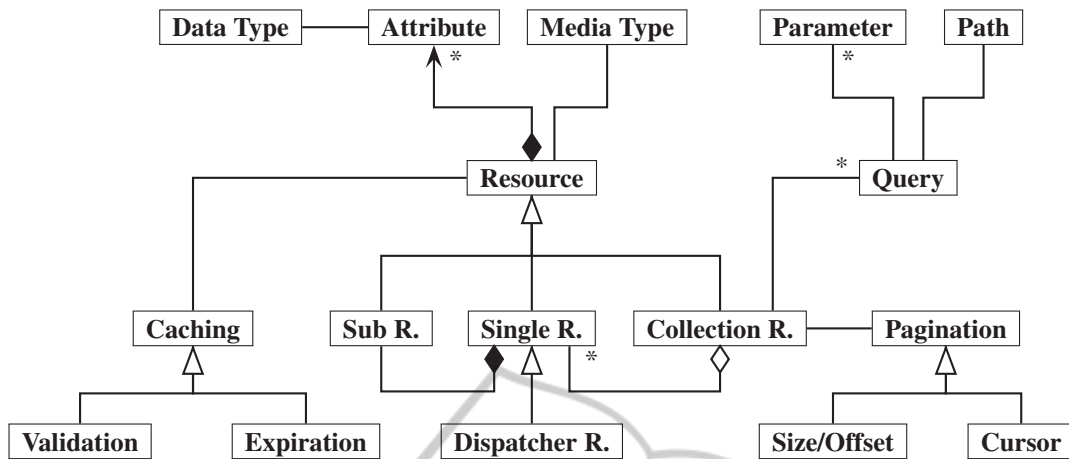 Data Type
Attribute
Media Type
Parameter
Path
*
*
Resource
*
Query
Caching
Sub R.
Single R.
Collection R.
Pagination
*
Validation
Expiration
Dispatcher R.
Size/Offset
Cursor